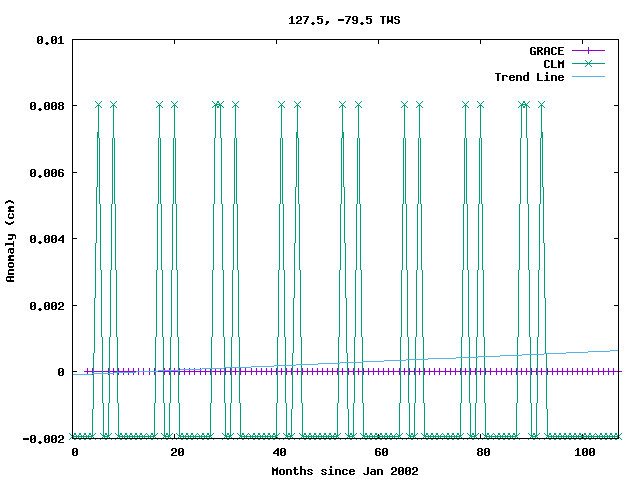 127.5, -79.5 TWS
0.01
GRACE
CLM
Trend Line
0.008
0.006
0.004
Anomaly (cm)
0.002
0
-0.002
0 20 40 60 80 100
Months since Jan 2002